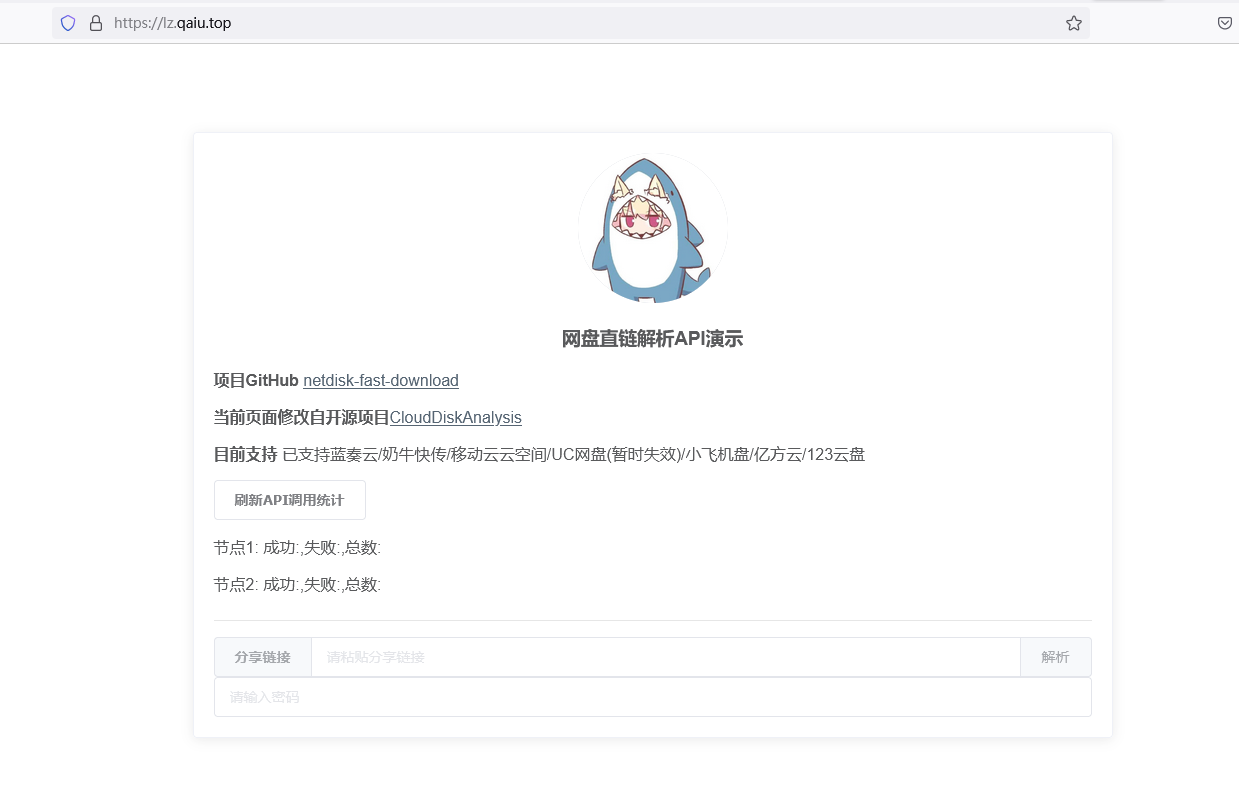 https://lz.qaiu.top
网盘直链解析API演示
项目GitHub netdisk-fast-download
当前页面修改自开源项目CloudDiskAnalysis
目前支持 已支持蓝奏云/奶牛快传/移动云云空间/UC网盘(暂时失效)/小飞机盘/亿方云/123云盘
刷新API调用统计
节点1: 成功:,失败:,总数:
节点2: 成功:,失败:,总数:
分享链接 请粘贴分享链接 解析
请输入密码